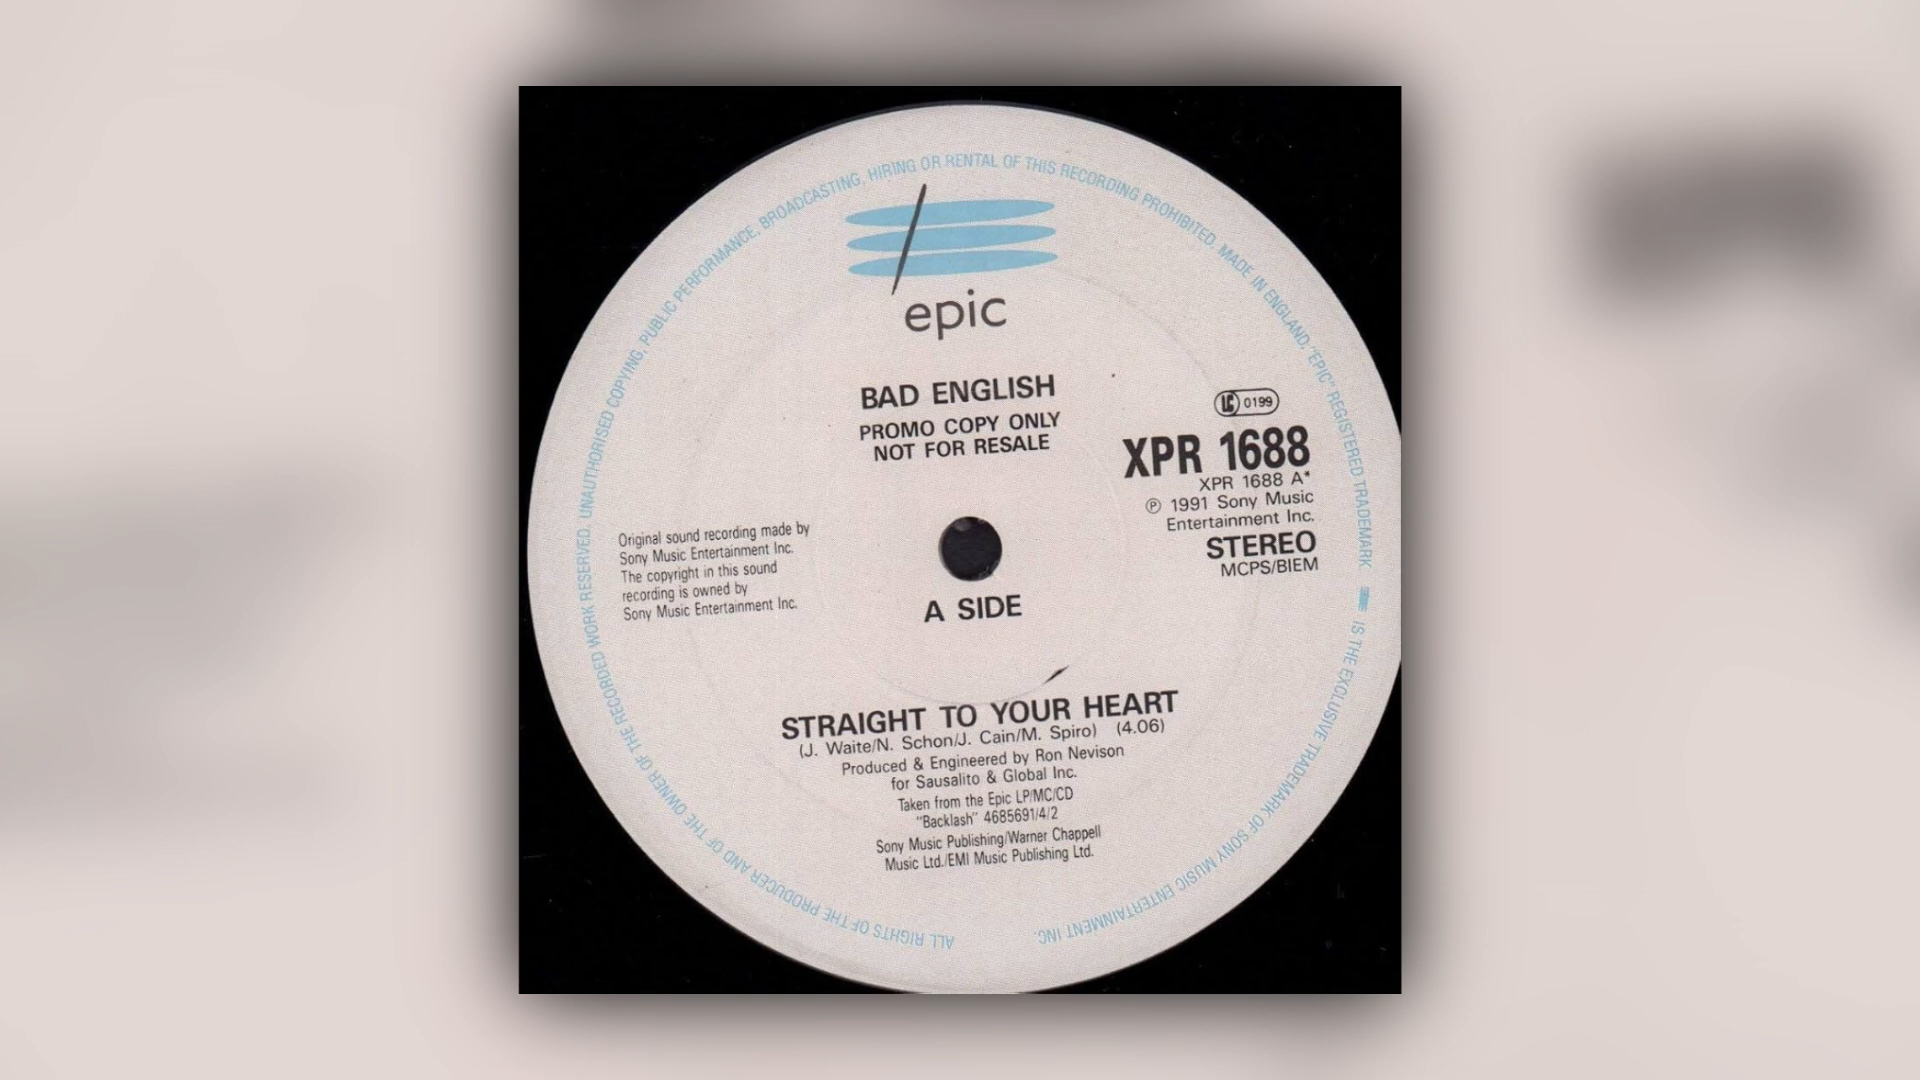 ALL RIGHTS OF THE PRODUCER AND OF THE OWNER OF THE RECORDED WORK RESERVED. UNAUTHORISED COPYING, PUBLIC PERFORMANCE, BROADCASTING, HIRING OR RENTAL OF THIS RECORDING PROHIBITED. MADE IN ENGLAND. "EPIC" REGISTERED TRADEMARK. IS THE EXCLUSIVE TRADEMARK OF SONY MUSIC ENTERTAINMENT INC.
epic
BAD ENGLISH
PROMO COPY ONLY
NOT FOR RESALE
LC 0199
XPR 1688
XPR 1688 A*
Ⓟ 1991 Sony Music
Entertainment Inc.
STEREO
MCPS/BIEM
Original sound recording made by
Sony Music Entertainment Inc.
The copyright in this sound
recording is owned by
Sony Music Entertainment Inc.
A SIDE
STRAIGHT TO YOUR HEART
(J. Waite/N. Schon/J. Cain/M. Spiro) (4.06)
Produced & Engineered by Ron Nevison
for Sausalito & Global Inc.
Taken from the Epic LP/MC/CD
"Backlash" 4685691/4/2
Sony Music Publishing/Warner Chappell
Music Ltd./EMI Music Publishing Ltd.